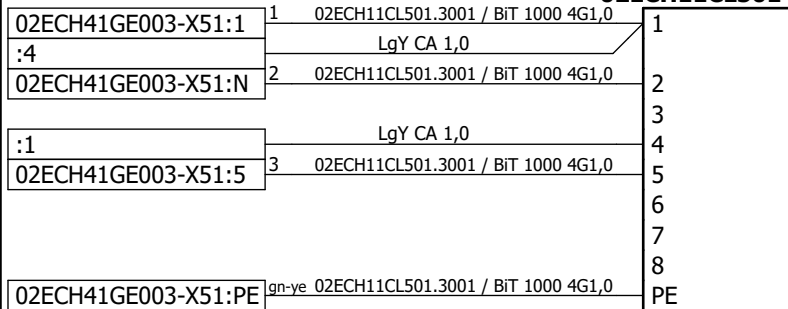 02ECH41GE003-X51:1 1 02ECH11CL501.3001 / BiT 1000 4G1,0 1
:4 LgY CA 1,0
02ECH41GE003-X51:N 2 02ECH11CL501.3001 / BiT 1000 4G1,0 2
3
:1 LgY CA 1,0 4
02ECH41GE003-X51:5 3 02ECH11CL501.3001 / BiT 1000 4G1,0 5
6
7
8
02ECH41GE003-X51:PE gn-ye 02ECH11CL501.3001 / BiT 1000 4G1,0 PE